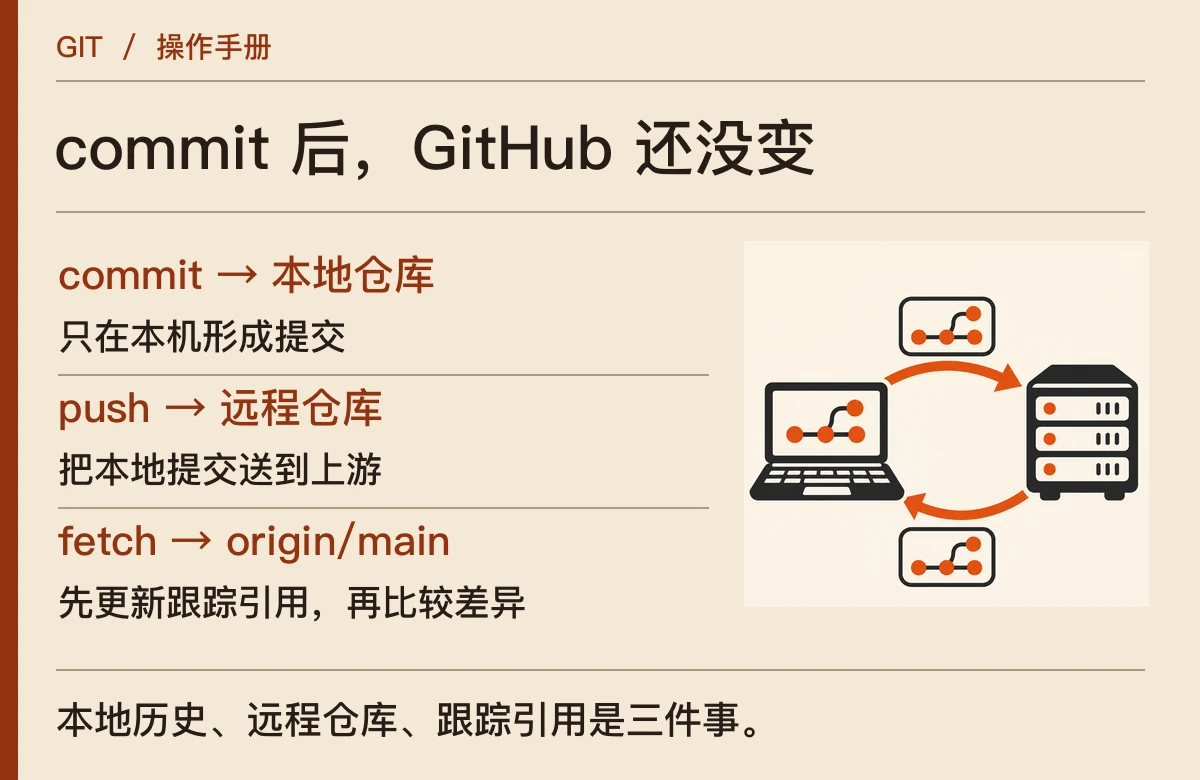 GIT / 操作手册
commit 后，GitHub 还没变
commit → 本地仓库
只在本机形成提交
push → 远程仓库
把本地提交送到上游
fetch → origin/main
先更新跟踪引用，再比较差异
本地历史、远程仓库、跟踪引用是三件事。